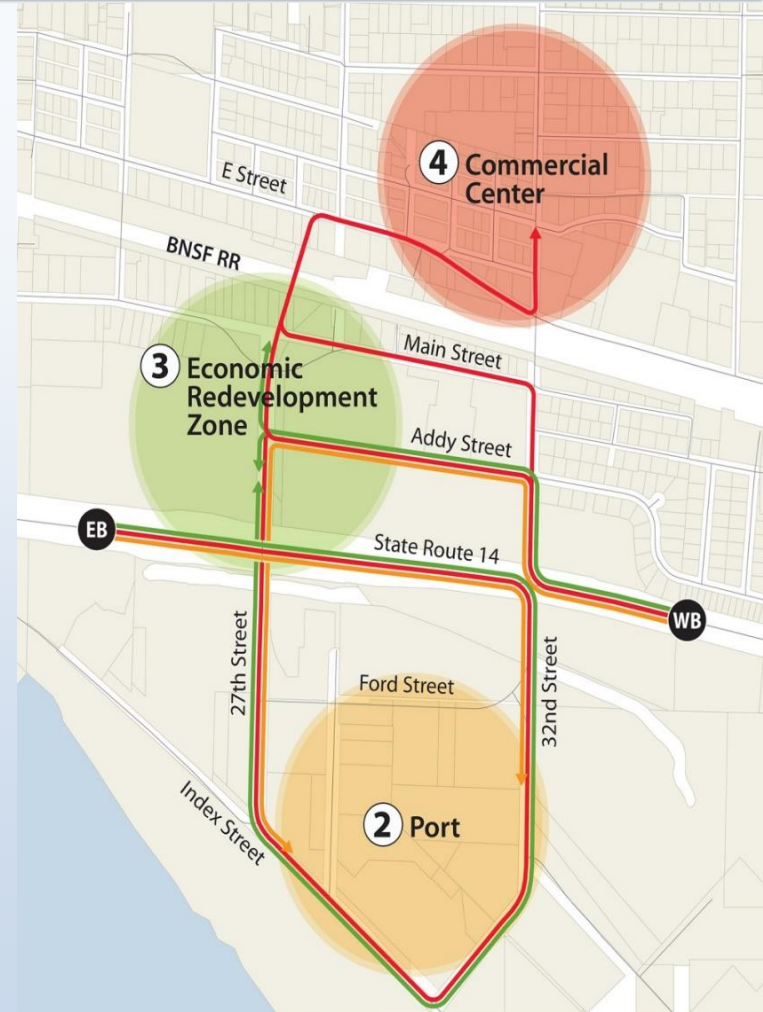 4 Commercial
Center
E Street
BNSF RR
Main Street
3 Economic
Redevelopment
Zone
Addy Street
EB
State Route 14
WB
27th Street
Ford Street
32nd Street
Index Street
2 Port